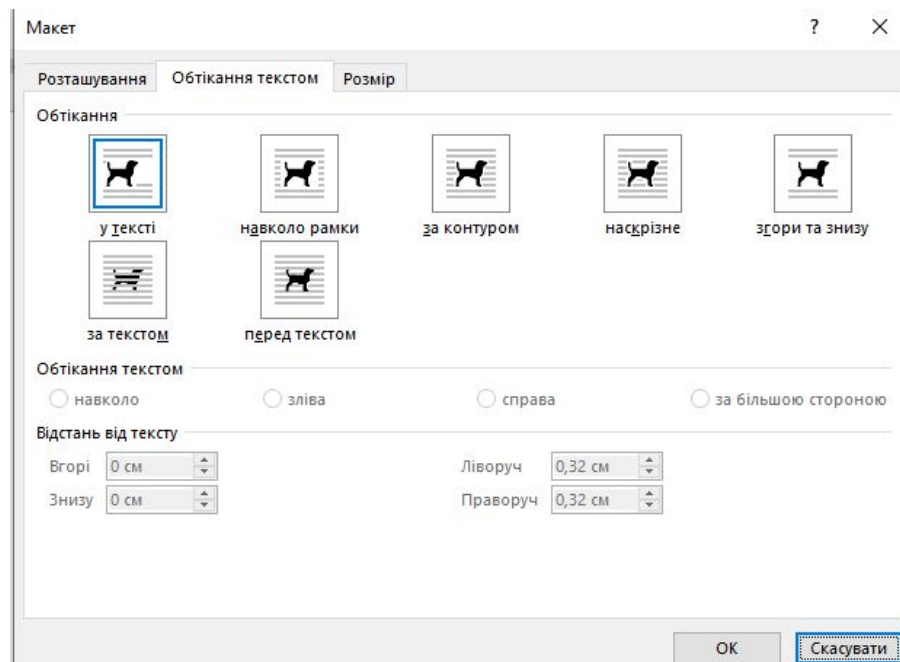 Макет ?
Розташування Обтікання текстом Розмір
Обтікання
у тексті навколо рамки за контуром наскрізне згори та знизу
за текстом перед текстом
Обтікання текстом
навколо зліва справа за більшою стороною
Відстань від тексту
Вгорі 0 см Ліворуч 0,32 см
Знизу 0 см Праворуч 0,32 см
ОК Скасувати